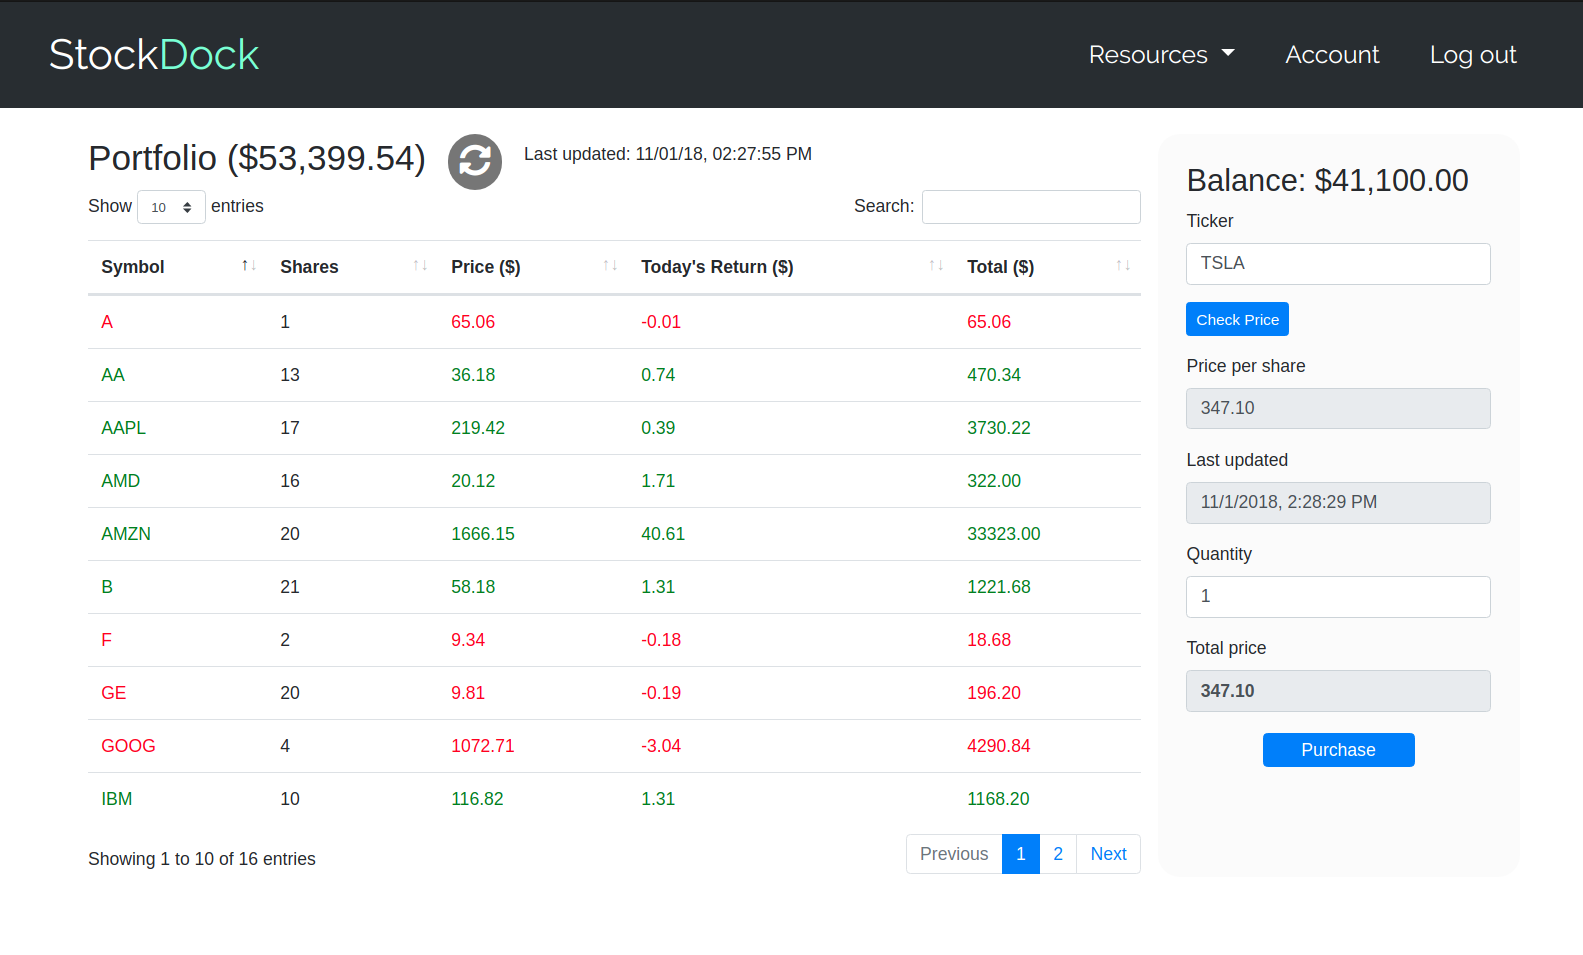 StockDock
Resources Account Log out
Portfolio ($53,399.54)
Last updated: 11/01/18, 02:27:55 PM
Show 10 entries
Search:
Symbol Shares Price ($) Today's Return ($) Total ($)
A 1 65.06 -0.01 65.06
AA 13 36.18 0.74 470.34
AAPL 17 219.42 0.39 3730.22
AMD 16 20.12 1.71 322.00
AMZN 20 1666.15 40.61 33323.00
B 21 58.18 1.31 1221.68
F 2 9.34 -0.18 18.68
GE 20 9.81 -0.19 196.20
GOOG 4 1072.71 -3.04 4290.84
IBM 10 116.82 1.31 1168.20
Showing 1 to 10 of 16 entries
Previous 1 2 Next
Balance: $41,100.00
Ticker
TSLA
Check Price
Price per share
347.10
Last updated
11/1/2018, 2:28:29 PM
Quantity
1
Total price
347.10
Purchase